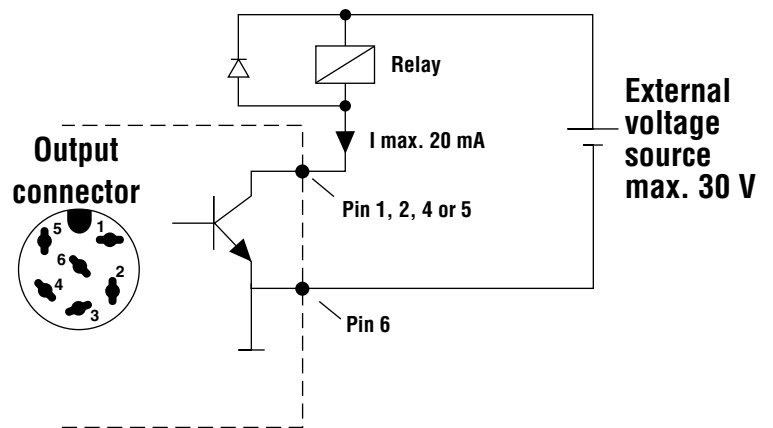 Relay
External
voltage
source
max. 30 V
I max. 20 mA
Output
connector
Pin 1, 2, 4 or 5
5
1
6
2
4
3
Pin 6